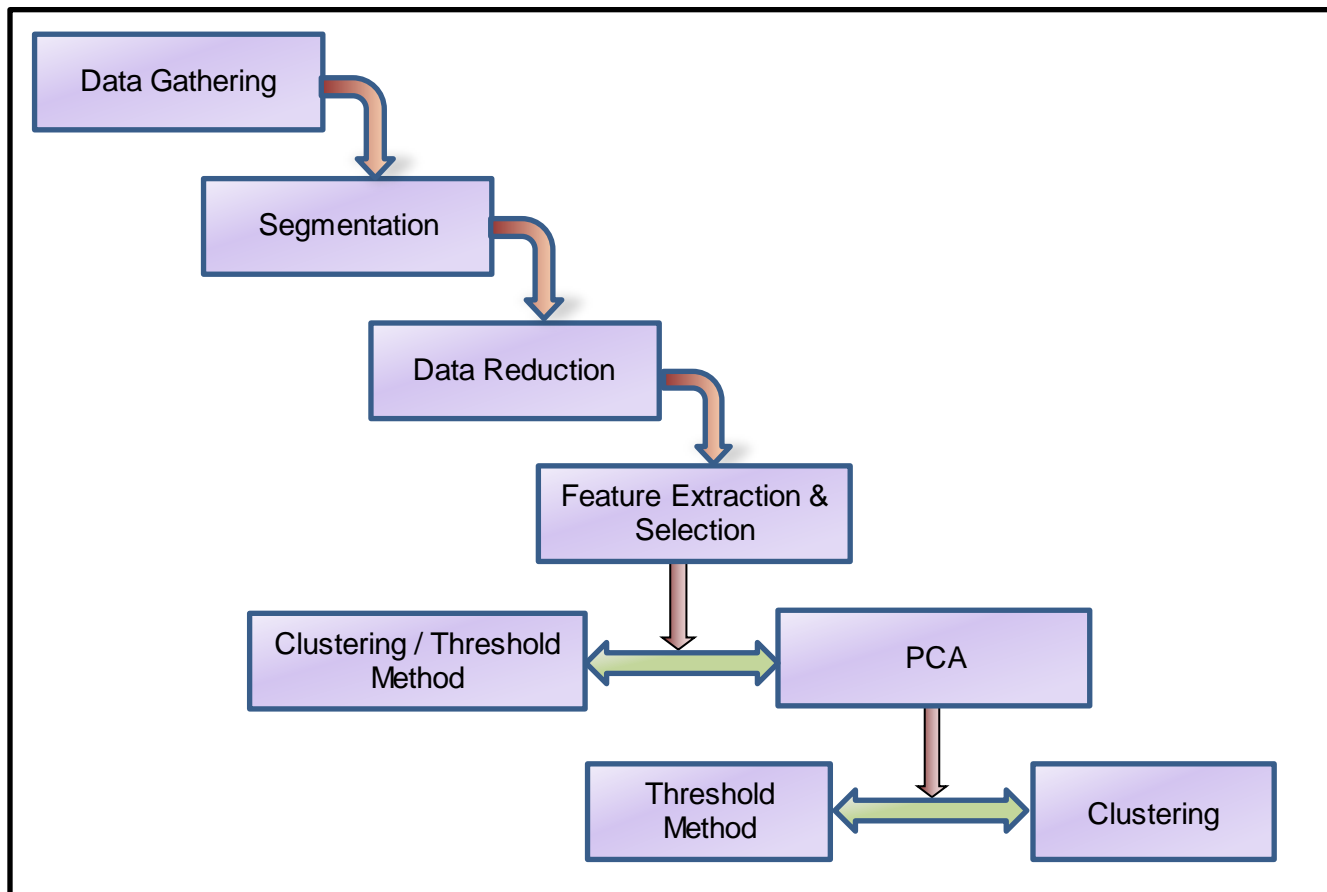 Data Gathering
Segmentation
Data Reduction
Feature Extraction &
Selection
Clustering / Threshold
Method
PCA
Threshold
Method
Clustering